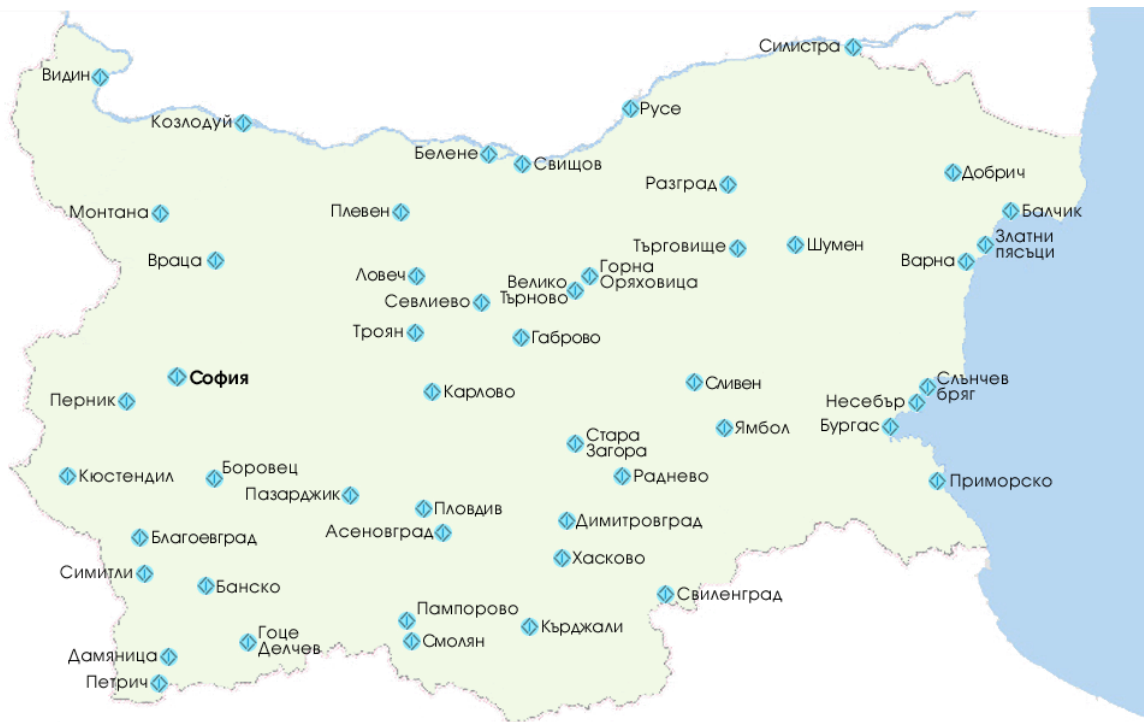 Силистра
Видин
Русе
Козлодуй
Белене
Свищов
Добрич
Разград
Монтана
Плевен
Балчик
Златни
пясъци
Търговище
Шумен
Варна
Враца
Ловеч
Горна
Оряховица
Велико
Търново
Севлиево
Троян
Габрово
София
Сливен
Слънчев
бряг
Карлово
Перник
Несебър
Бургас
Ямбол
Стара
Загора
Боровец
Кюстендил
Раднево
Приморско
Пазарджик
Пловдив
Димитровград
Асеновград
Благоевград
Хасково
Симитли
Банско
Свиленград
Пампорово
Кърджали
Гоце
Делчев
Смолян
Дамяница
Петрич